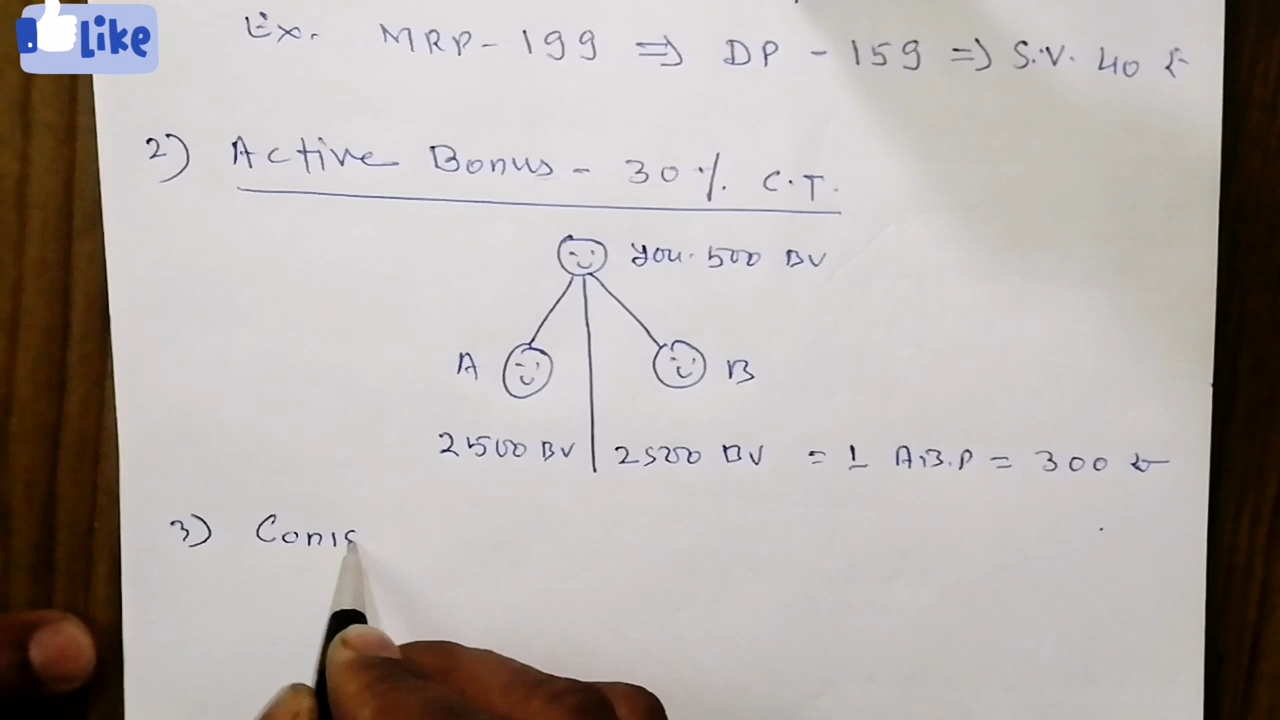 Like
Ex. MRP - 199 ⇒ DP - 159 ⇒ S.V. 40 ₹
2) Active Bonus - 30 % C.T.
you. 500 BV
A B
2500 BV 2500 BV = 1 A.B.P = 300 ₹
3) Conis